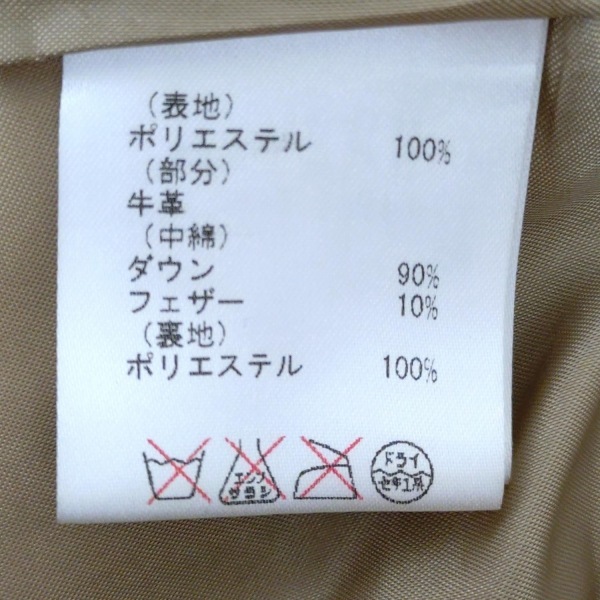 （表地）
ポリエステル 100%
（部分）
牛革
（中綿）
ダウン 90%
フェザー 10%
（裏地）
ポリエステル 100%
エンソ
サラシ
ドライ
セキユ系